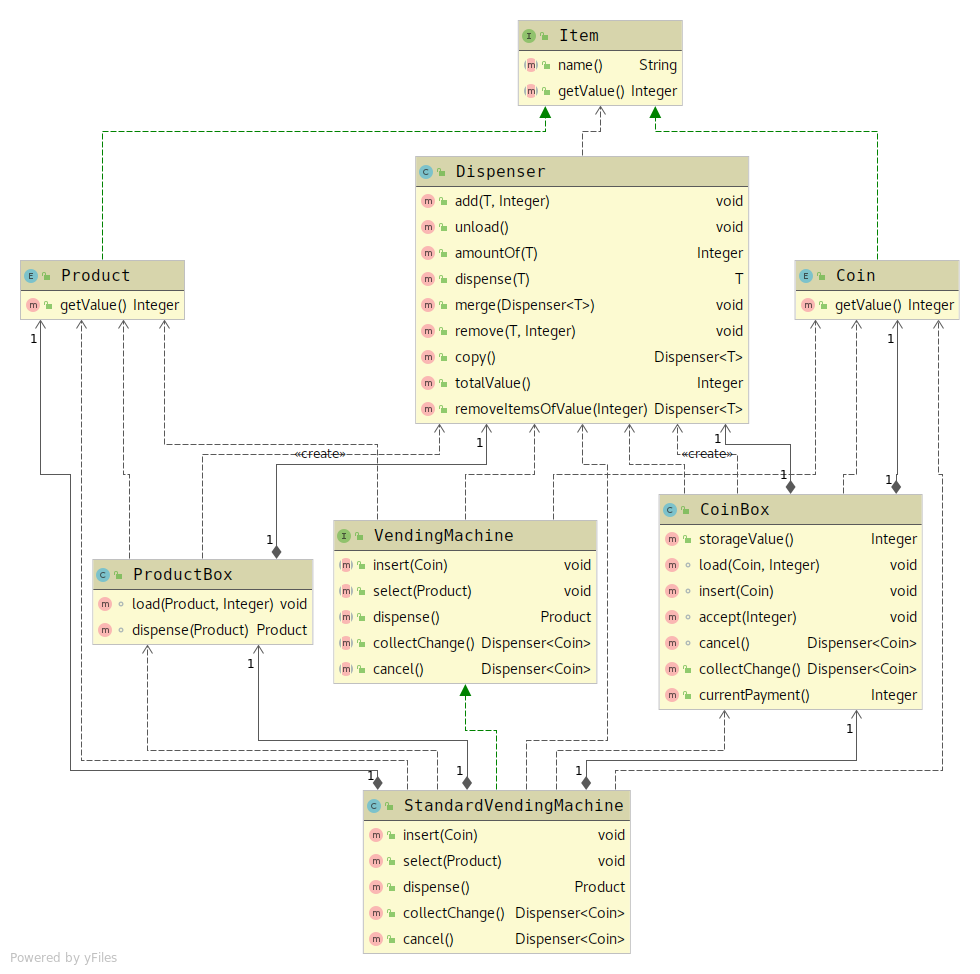 Item
name() String
getValue() Integer
Dispenser
add(T, Integer) void
unload() void
amountOf(T) Integer
dispense(T) T
merge(Dispenser<T>) void
remove(T, Integer) void
copy() Dispenser<T>
totalValue() Integer
removeItemsOfValue(Integer) Dispenser<T>
Product
getValue() Integer
Coin
getValue() Integer
1
1
1
1
«create»
«create»
1
1
1
VendingMachine
insert(Coin) void
select(Product) void
dispense() Product
collectChange() Dispenser<Coin>
cancel() Dispenser<Coin>
CoinBox
storageValue() Integer
load(Coin, Integer) void
insert(Coin) void
accept(Integer) void
cancel() Dispenser<Coin>
collectChange() Dispenser<Coin>
currentPayment() Integer
ProductBox
load(Product, Integer) void
dispense(Product) Product
1
1
1
1
1
StandardVendingMachine
insert(Coin) void
select(Product) void
dispense() Product
collectChange() Dispenser<Coin>
cancel() Dispenser<Coin>
Powered by yFiles